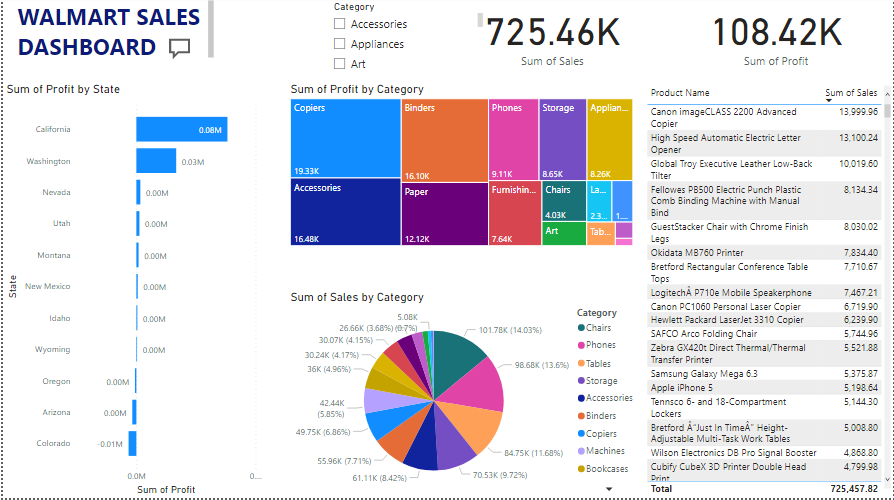 WALMART SALES
DASHBOARD
Category
Accessories
Appliances
Art
725.46K
Sum of Sales
108.42K
Sum of Profit
Sum of Profit by State
State
California
0.08M
Washington
0.03M
Nevada
0.00M
Utah
0.00M
Montana
0.00M
New Mexico
0.00M
Idaho
0.00M
Wyoming
0.00M
Oregon
0.00M
Arizona
0.00M
Colorado
-0.01M
0.0M
0....
Sum of Profit
Sum of Profit by Category
Copiers
19.33K
Accessories
16.48K
Binders
16.10K
Paper
12.12K
Phones
9.11K
Storage
8.65K
Applian...
8.26K
Furnishin...
7.64K
Chairs
4.03K
La...
2.3...
1....
Art
Tab...
Sum of Sales by Category
5.08K
(0.7%)
26.66K (3.68%)
30.07K (4.15%)
30.24K (4.17%)
36K (4.96%)
42.44K
(5.85%)
49.75K (6.86%)
55.96K (7.71%)
61.11K (8.42%)
70.53K (9.72%)
84.75K (11.68%)
98.68K (13.6%)
101.78K (14.03%)
Category
Chairs
Phones
Tables
Storage
Accessories
Binders
Copiers
Machines
Bookcases
Product Name Sum of Sales
Canon imageCLASS 2200 Advanced 13,999.96
Copier
High Speed Automatic Electric Letter 13,100.24
Opener
Global Troy Executive Leather Low-Back 10,019.60
Tilter
Fellowes PB500 Electric Punch Plastic 8,134.34
Comb Binding Machine with Manual
Bind
GuestStacker Chair with Chrome Finish 8,030.02
Legs
Okidata MB760 Printer 7,834.40
Bretford Rectangular Conference Table 7,710.67
Tops
LogitechÂ P710e Mobile Speakerphone 7,467.21
Canon PC1060 Personal Laser Copier 6,719.90
Hewlett Packard LaserJet 3310 Copier 6,239.90
SAFCO Arco Folding Chair 5,744.96
Zebra GX420t Direct Thermal/Thermal 5,521.88
Transfer Printer
Samsung Galaxy Mega 6.3 5,375.87
Apple iPhone 5 5,198.64
Tennsco 6- and 18-Compartment 5,144.30
Lockers
Bretford Â“Just In TimeÂ” Height- 5,008.80
Adjustable Multi-Task Work Tables
Wilson Electronics DB Pro Signal Booster 4,868.80
Cubify CubeX 3D Printer Double Head 4,799.98
Print
Total 725,457.82